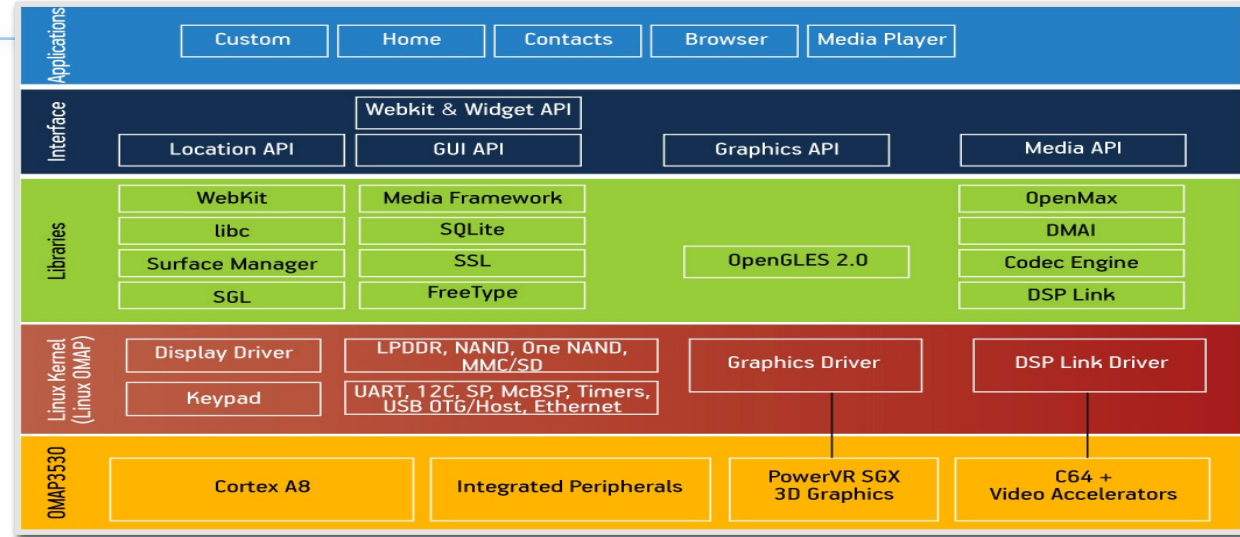 Applications
Custom
Home
Contacts
Browser
Media Player
Interface
Webkit & Widget API
Location API
GUI API
Graphics API
Media API
Libraries
WebKit
Media Framework
OpenMax
libc
SQLite
DMAI
Surface Manager
SSL
OpenGLES 2.0
Codec Engine
SGL
FreeType
DSP Link
Linux Kernel
(Linux OMAP)
Display Driver
LPDDR, NAND, One NAND,
MMC/SD
Graphics Driver
DSP Link Driver
Keypad
UART, 12C, SP, McBSP, Timers,
USB OTG/Host, Ethernet
OMAP3530
Cortex A8
Integrated Peripherals
PowerVR SGX
3D Graphics
C64 +
Video Accelerators